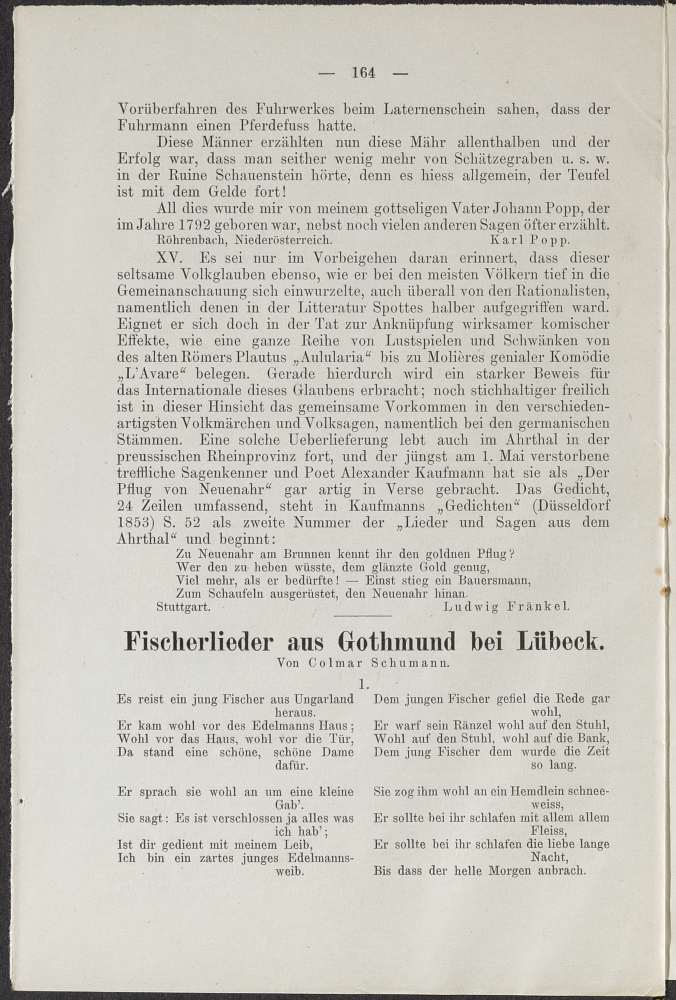 — 164 —
Vorüberfahren des Fuhrwerkes beim Laternenschein sahen, dass der
Fuhrmann einen Pferdefuss hatte.
Diese Männer erzählten nun diese Mähr allenthalben und der
Erfolg war, dass man seither wenig mehr von Schätzegraben u. s. w.
in der Ruine Schauenstein hörte, denn es hiess allgemein, der Teufel
ist mit dem Gelde fort!
All dies wurde mir von meinem gottseligen Vater Johann Popp, der
im Jahre 1792 geboren war, nebst noch vielen anderen Sagen öfter erzählt.
Röhrenbach, Niederösterreich. Karl Popp.
XV. Es sei nur im Vorbeigehen daran erinnert, dass dieser
seltsame Volkglauben ebenso, wie er bei den meisten Völkern tief in die
Gemeinanschauung sich einwurzelte, auch überall von den Rationalisten,
namentlich denen in der Litteratur Spottes halber aufgegriffen ward.
Eignet er sich doch in der Tat zur Anknüpfung wirksamer komischer
Effekte, wie eine ganze Reihe von Lustspielen und Schwänken von
des alten Römers Plautus „Aulularia“ bis zu Molières genialer Komödie
„L'Avare“ belegen. Gerade hierdurch wird ein starker Beweis für
das Internationale dieses Glaubens erbracht; noch stichhaltiger freilich
ist in dieser Hinsicht das gemeinsame Vorkommen in den verschieden-
artigsten Volkmärchen und Volksagen, namentlich bei den germanischen
Stämmen. Eine solche Ueberlieferung lebt auch im Ahrthal in der
preussischen Rheinprovinz fort, und der jüngst am 1. Mai verstorbene
treffliche Sagenkenner und Poet Alexander Kaufmann hat sie als „Der
Pflug von Neuenahr“ gar artig in Verse gebracht. Das Gedicht,
24 Zeilen umfassend, steht in Kaufmanns „Gedichten“ (Düsseldorf
1853) S. 52 als zweite Nummer der „Lieder und Sagen aus dem
Ahrthal“ und beginnt:
Zu Neuenahr am Brunnen kennt ihr den goldnen Pflug?
Wer den zu heben wüsste, dem glänzte Gold genug,
Viel mehr, als er bedürfte! — Einst stieg ein Bauersmann,
Zum Schaufeln ausgerüstet, den Neuenahr hinan.
Stuttgart. Ludwig Fränkel.
Fischerlieder aus Gothmund bei Lübeck.
Von Colmar Schumann.
1.
Es reist ein jung Fischer aus Ungarland
heraus.
Er kam wohl vor des Edelmanns Haus;
Wohl vor das Haus, wohl vor die Tür,
Da stand eine schöne, schöne Dame
dafür.
Er sprach sie wohl an um eine kleine
Gab'.
Sie sagt: Es ist verschlossen ja alles was
ich hab';
Ist dir gedient mit meinem Leib,
Ich bin ein zartes junges Edelmanns-
weib.
Dem jungen Fischer gefiel die Rede gar
wohl,
Er warf sein Ränzel wohl auf den Stuhl,
Wohl auf den Stuhl, wohl auf die Bank,
Dem jung Fischer dem wurde die Zeit
so lang.
Sie zog ihm wohl an ein Hemdlein schnee-
weiss,
Er sollte bei ihr schlafen mit allem allem
Fleiss,
Er sollte bei ihr schlafen die liebe lange
Nacht,
Bis dass der helle Morgen anbrach.